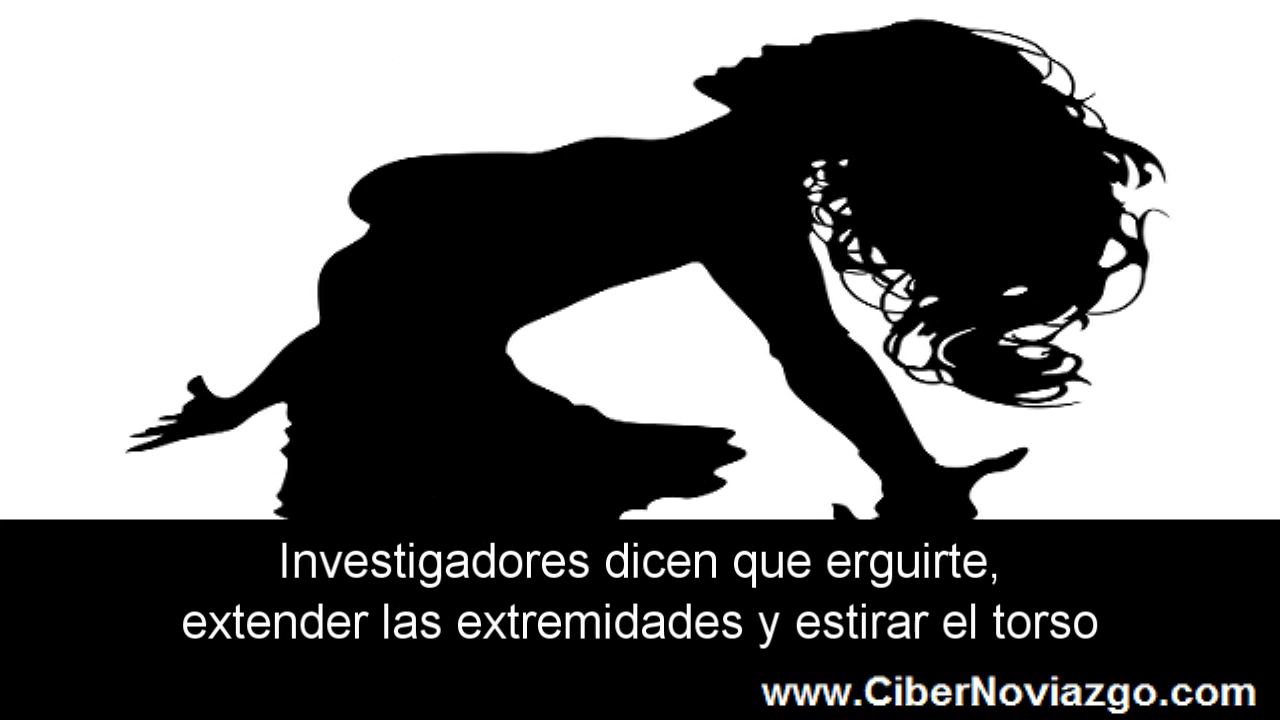 Investigadores dicen que erguirte,
extender las extremidades y estirar el torso
www.CiberNoviazgo.com